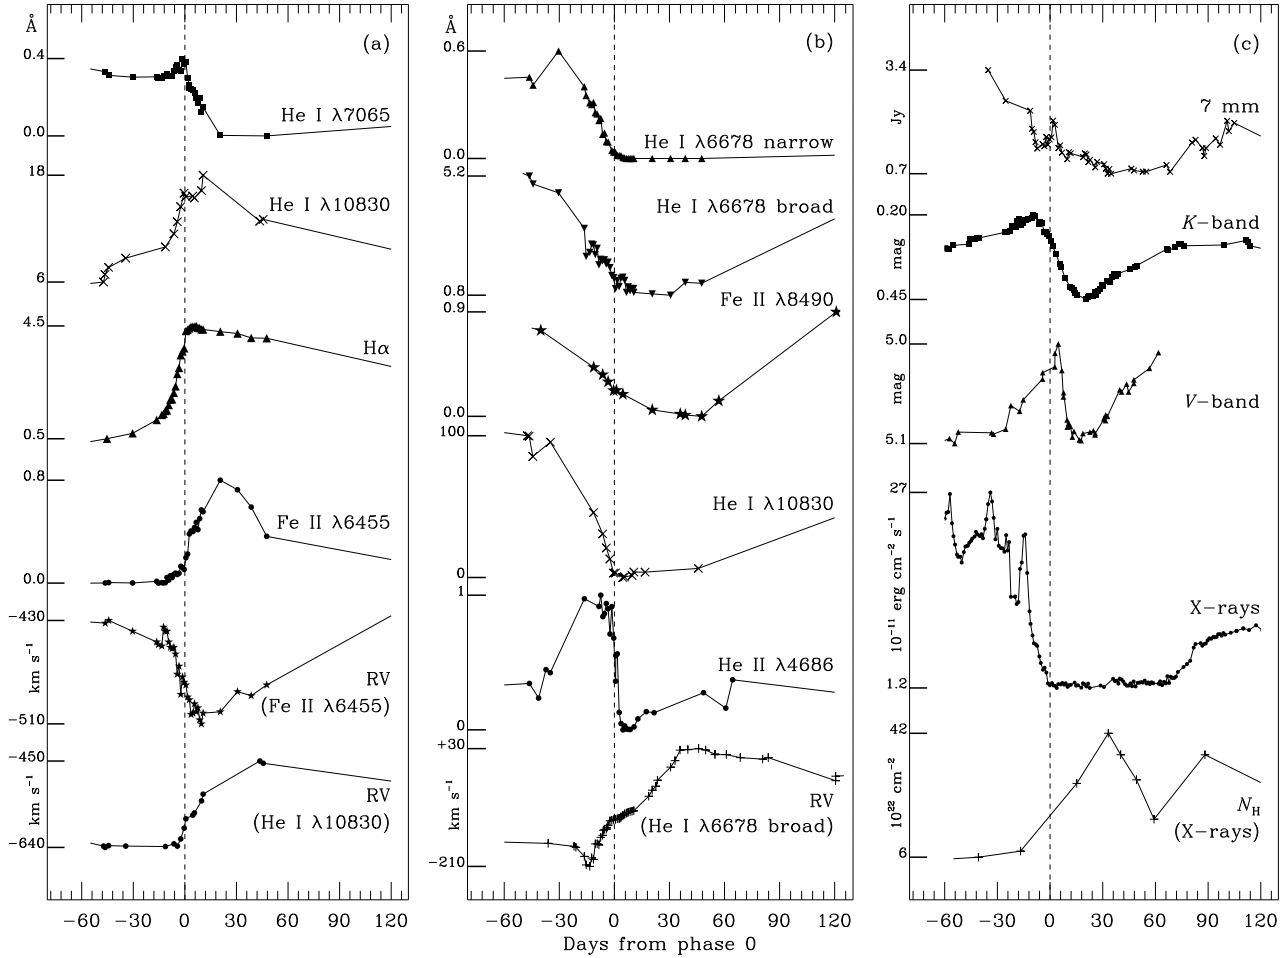 Å
(a)
0.4
He I λ7065
0.0
18
He I λ10830
6
4.5
Hα
0.5
0.8
Fe II λ6455
0.0
−430
km s⁻¹
RV
(Fe II λ6455)
−510
−450
km s⁻¹
RV
(He I λ10830)
−640
−60 −30 0 30 60 90 120
Å
(b)
0.6
He I λ6678 narrow
0.0
5.2
He I λ6678 broad
0.8
Fe II λ8490
0.9
0.0
100
He I λ10830
0
1
He II λ4686
0
+30
km s⁻¹
RV
(He I λ6678 broad)
−210
−60 −30 0 30 60 90 120
Days from phase 0
(c)
3.4
7 mm
Jy
0.7
0.20
K−band
mag
0.45
5.0
mag
V−band
5.1
27
10⁻¹¹ erg cm⁻² s⁻¹
X−rays
1.2
42
10²² cm⁻²
N_H
(X−rays)
6
−60 −30 0 30 60 90 120